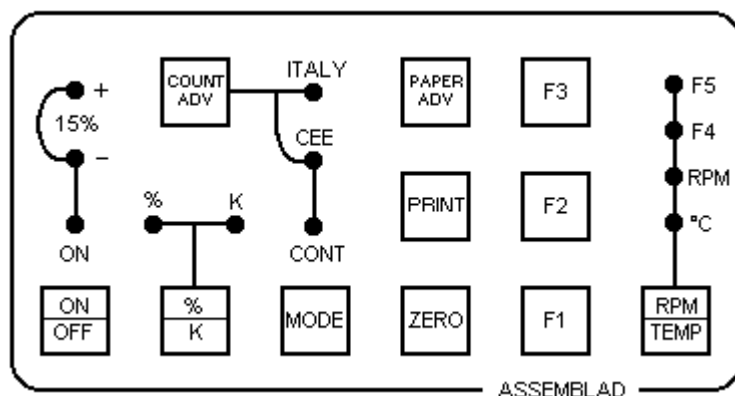 +
15%
−
ON
ON
OFF
COUNT
ADV
%
K
%
K
ITALY
CEE
CONT
MODE
PAPER
ADV
PRINT
ZERO
F3
F2
F1
F5
F4
RPM
°C
RPM
TEMP
ASSEMBLAD